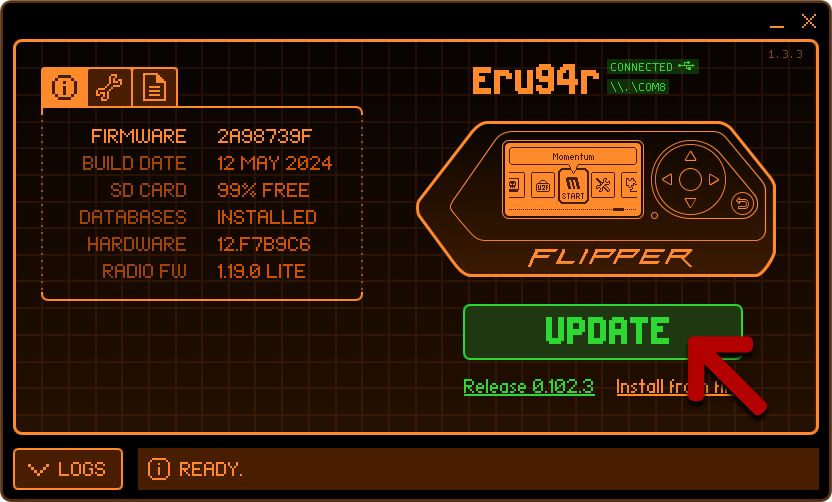 1.3.3
Erug4r
CONNECTED
\\.\COM8
FIRMWARE 2A98739F
BUILD DATE 12 MAY 2024
SD CARD 99% FREE
DATABASES INSTALLED
HARDWARE 12.F7B9C6
RADIO FW 1.19.0 LITE
Momentum
U2F
START
FLIPPER
UPDATE
Release 0.102.3 Install from
LOGS READY.